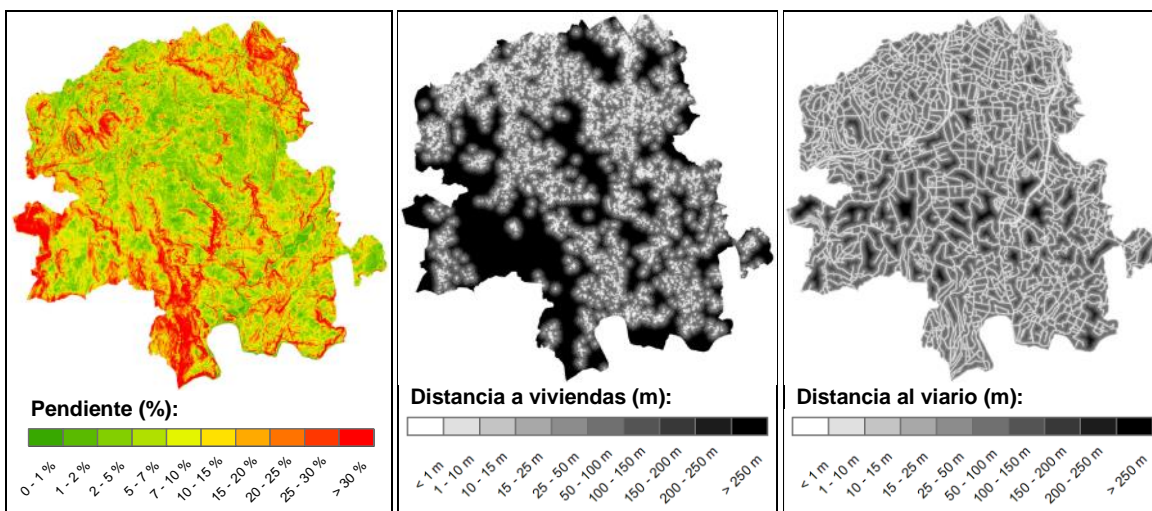 Pendiente (%):
0 - 1 %
1 - 2 %
2 - 5 %
5 - 7 %
7 - 10 %
10 - 15 %
15 - 20 %
20 - 25 %
25 - 30 %
> 30 %
Distancia a viviendas (m):
< 1 m
1 - 10 m
10 - 15 m
15 - 25 m
25 - 50 m
50 - 100 m
100 - 150 m
150 - 200 m
200 - 250 m
> 250 m
Distancia al viario (m):
< 1 m
1 - 10 m
10 - 15 m
15 - 25 m
25 - 50 m
50 - 100 m
100 - 150 m
150 - 200 m
200 - 250 m
> 250 m